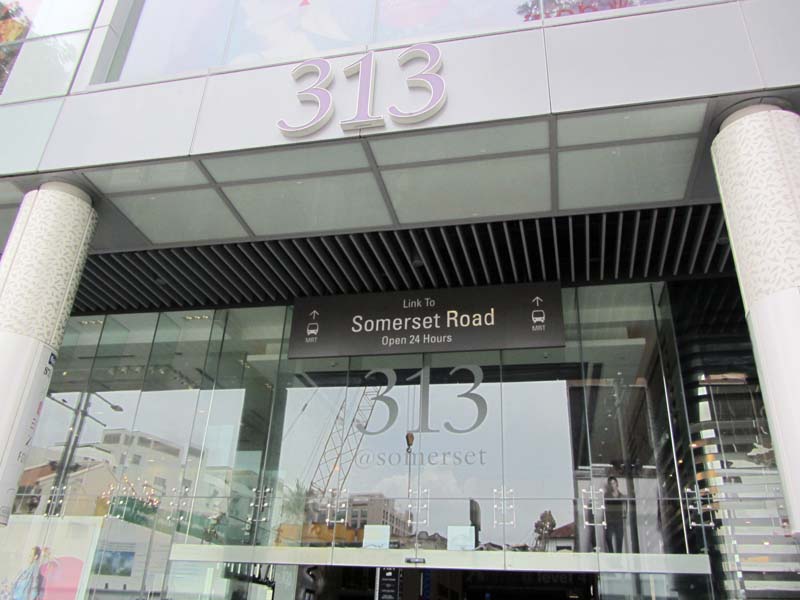 313
Link To
Somerset Road
Open 24 Hours
MRT
MRT
313
@somerset